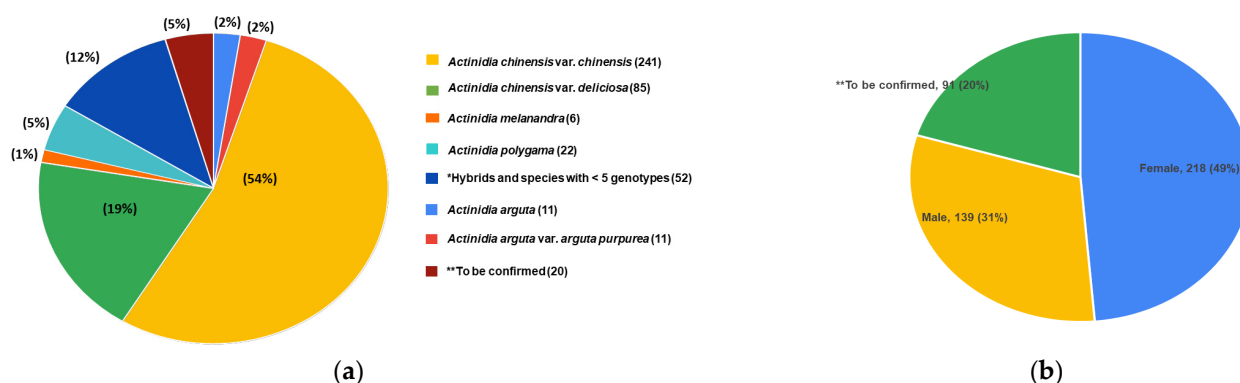 (5%)
(2%)
(2%)
(12%)
(5%)
(1%)
(54%)
(19%)
Actinidia chinensis var. chinensis (241)
Actinidia chinensis var. deliciosa (85)
Actinidia melanandra (6)
Actinidia polygama (22)
*Hybrids and species with < 5 genotypes (52)
Actinidia arguta (11)
Actinidia arguta var. arguta purpurea (11)
**To be confirmed (20)
(a)
**To be confirmed, 91 (20%)
Female, 218 (49%)
Male, 139 (31%)
(b)